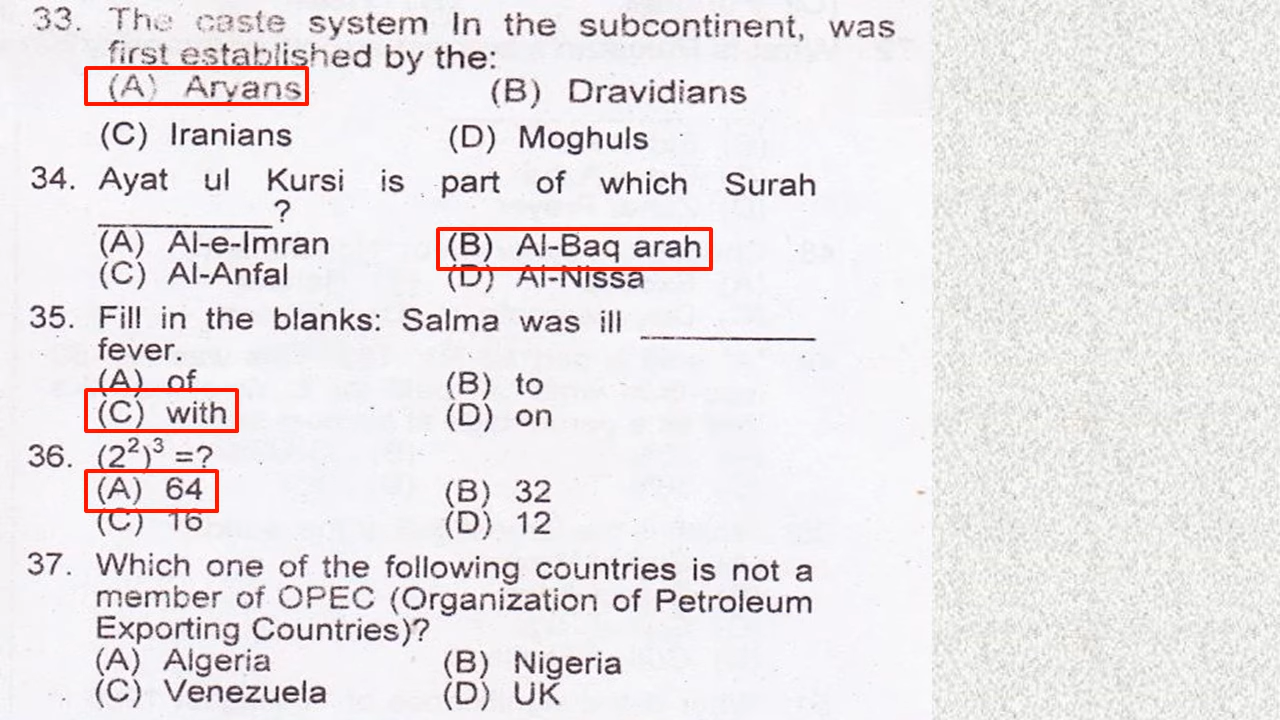 33. The caste system In the subcontinent, was
first established by the:
(A) Aryans (B) Dravidians
(C) Iranians (D) Moghuls
34. Ayat ul Kursi is part of which Surah
__________?
(A) Al-e-Imran (B) Al-Baq arah
(C) Al-Anfal (D) Al-Nissa
35. Fill in the blanks: Salma was ill __________
fever.
(A) of (B) to
(C) with (D) on
36. (2²)³ =?
(A) 64 (B) 32
(C) 16 (D) 12
37. Which one of the following countries is not a
member of OPEC (Organization of Petroleum
Exporting Countries)?
(A) Algeria (B) Nigeria
(C) Venezuela (D) UK